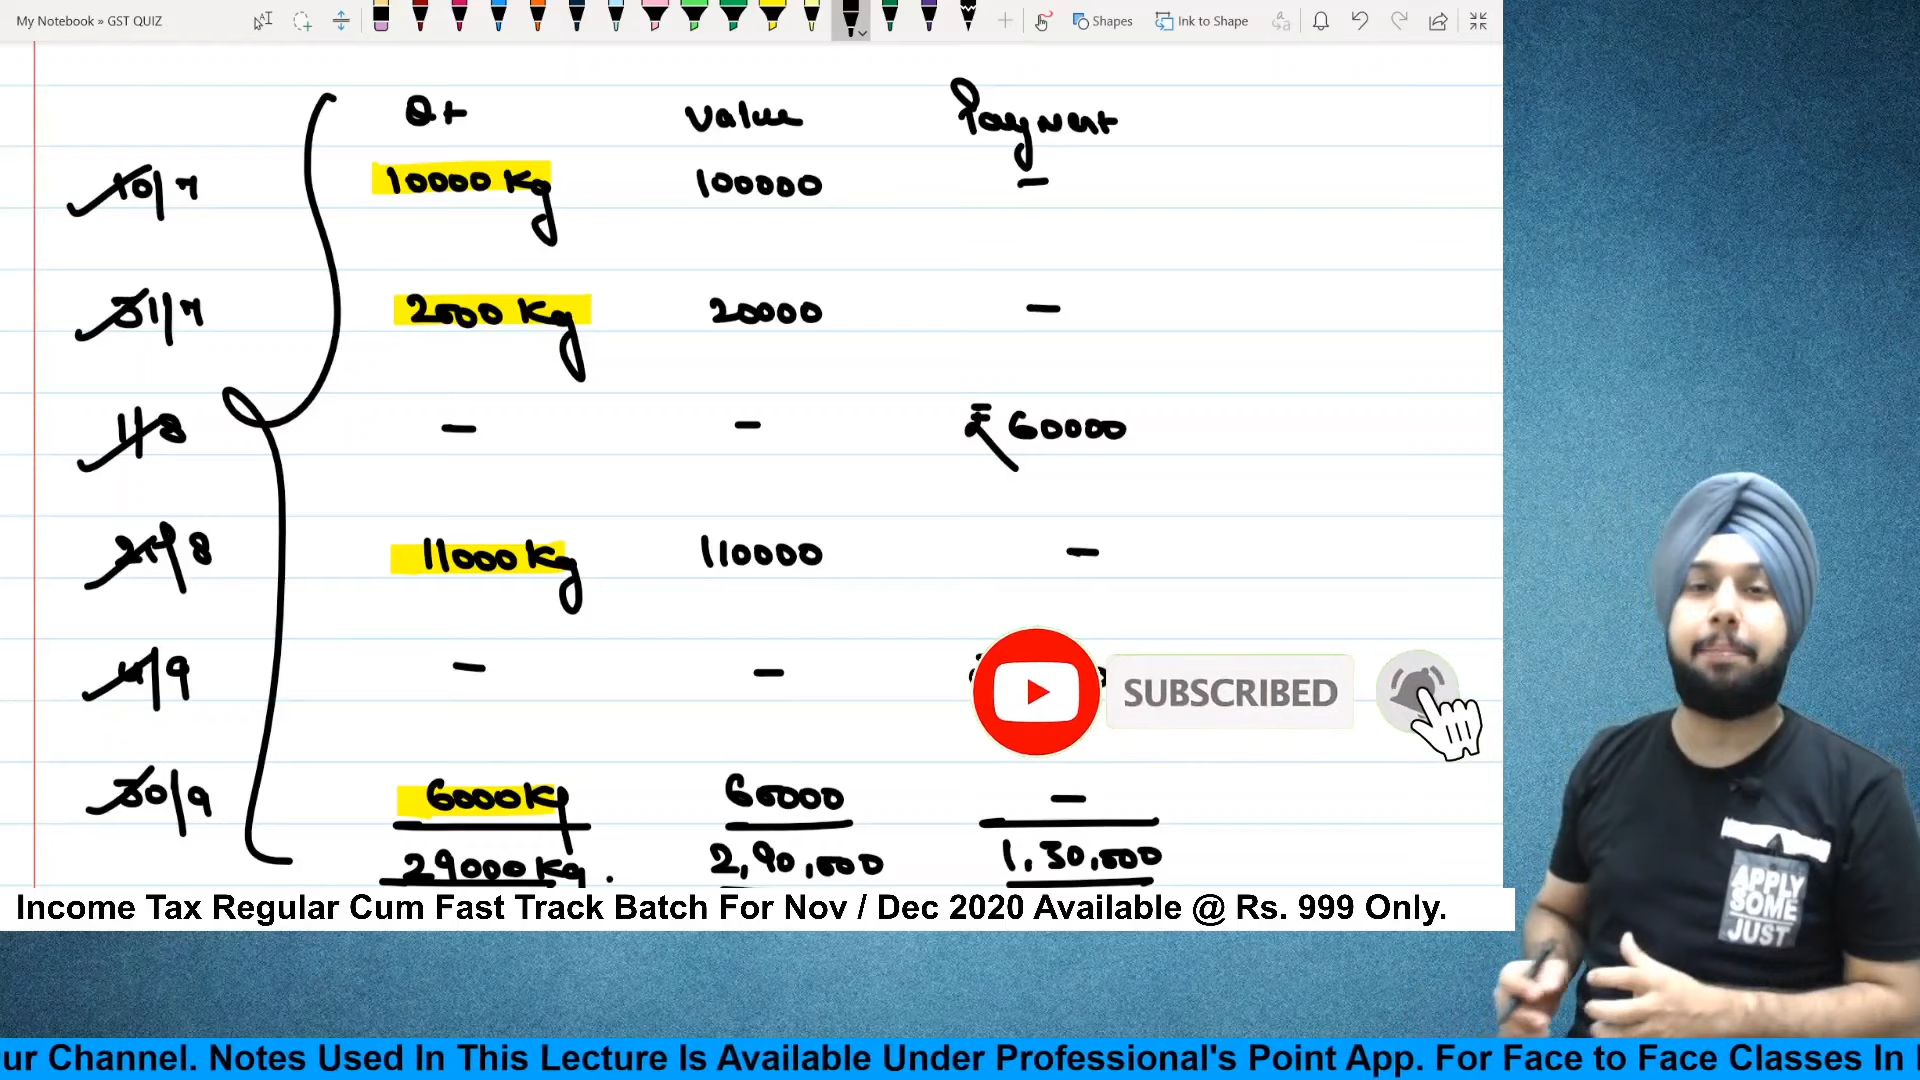 My Notebook » GST QUIZ
Shapes
Ink to Shape
Qt Value Payment
10/7 10000 Kg 100000 -
31/7 2000 Kg 20000 -
1/8 - - ₹ 60000
8 11000 Kg 110000 -
/9 - -
SUBSCRIBED
30/9 6000 Kg 60000 -
29000 Kg. 2,90,000 1,30,000
APPLY
SOME
JUST
Income Tax Regular Cum Fast Track Batch For Nov / Dec 2020 Available @ Rs. 999 Only.
ur Channel. Notes Used In This Lecture Is Available Under Professional's Point App. For Face to Face Classes In